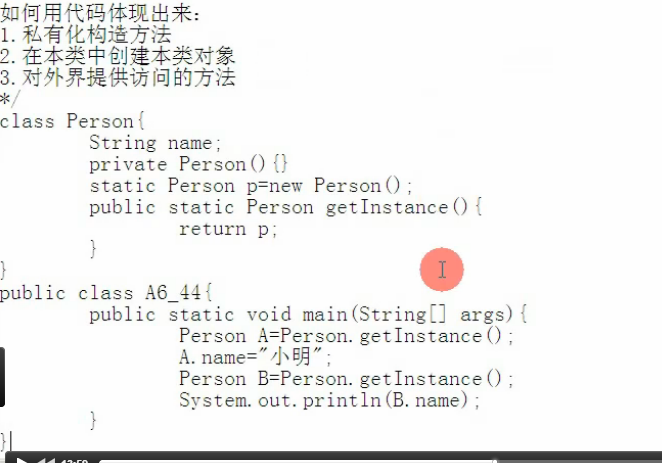 如何用代码体现出来:
1.私有化构造方法
2.在本类中创建本类对象
3.对外界提供访问的方法
*/
class Person{
String name;
private Person(){}
static Person p=new Person();
public static Person getInstance(){
return p;
}
}
public class A6_44{
public static void main(String[] args){
Person A=Person.getInstance();
A.name="小明";
Person B=Person.getInstance();
System.out.println(B.name);
}
}